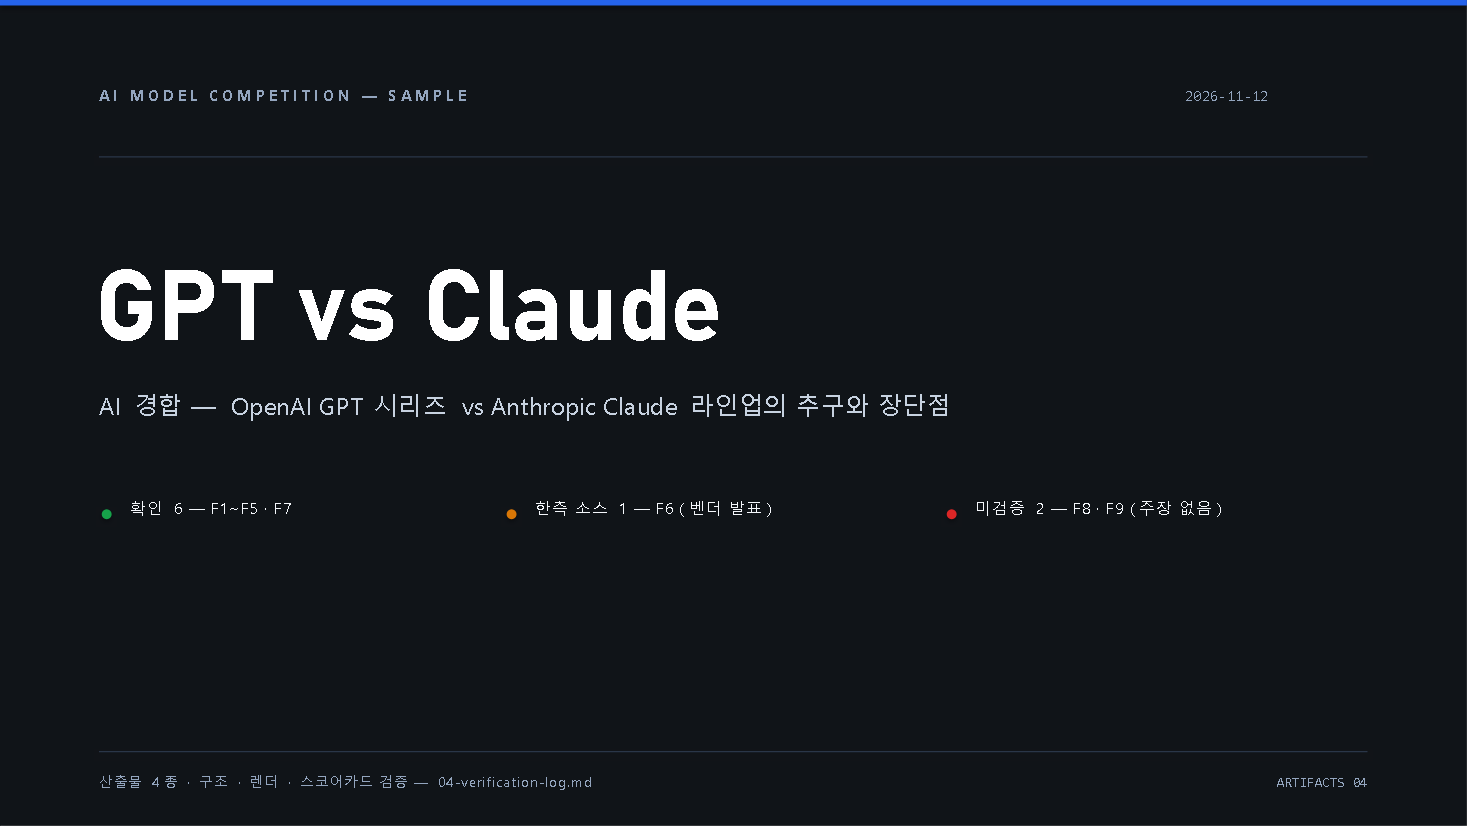 AI MODEL COMPETITION — SAMPLE
2026-11-12
GPT vs Claude
AI 경합 — OpenAI GPT 시리즈 vs Anthropic Claude 라인업의 추구와 장단점
확인 6 — F1~F5 · F7
한측 소스 1 — F6 (벤더 발표)
미검증 2 — F8 · F9 (주장 없음)
산출물 4종 · 구조 · 렌더 · 스코어카드 검증 — 04-verification-log.md
ARTIFACTS 04